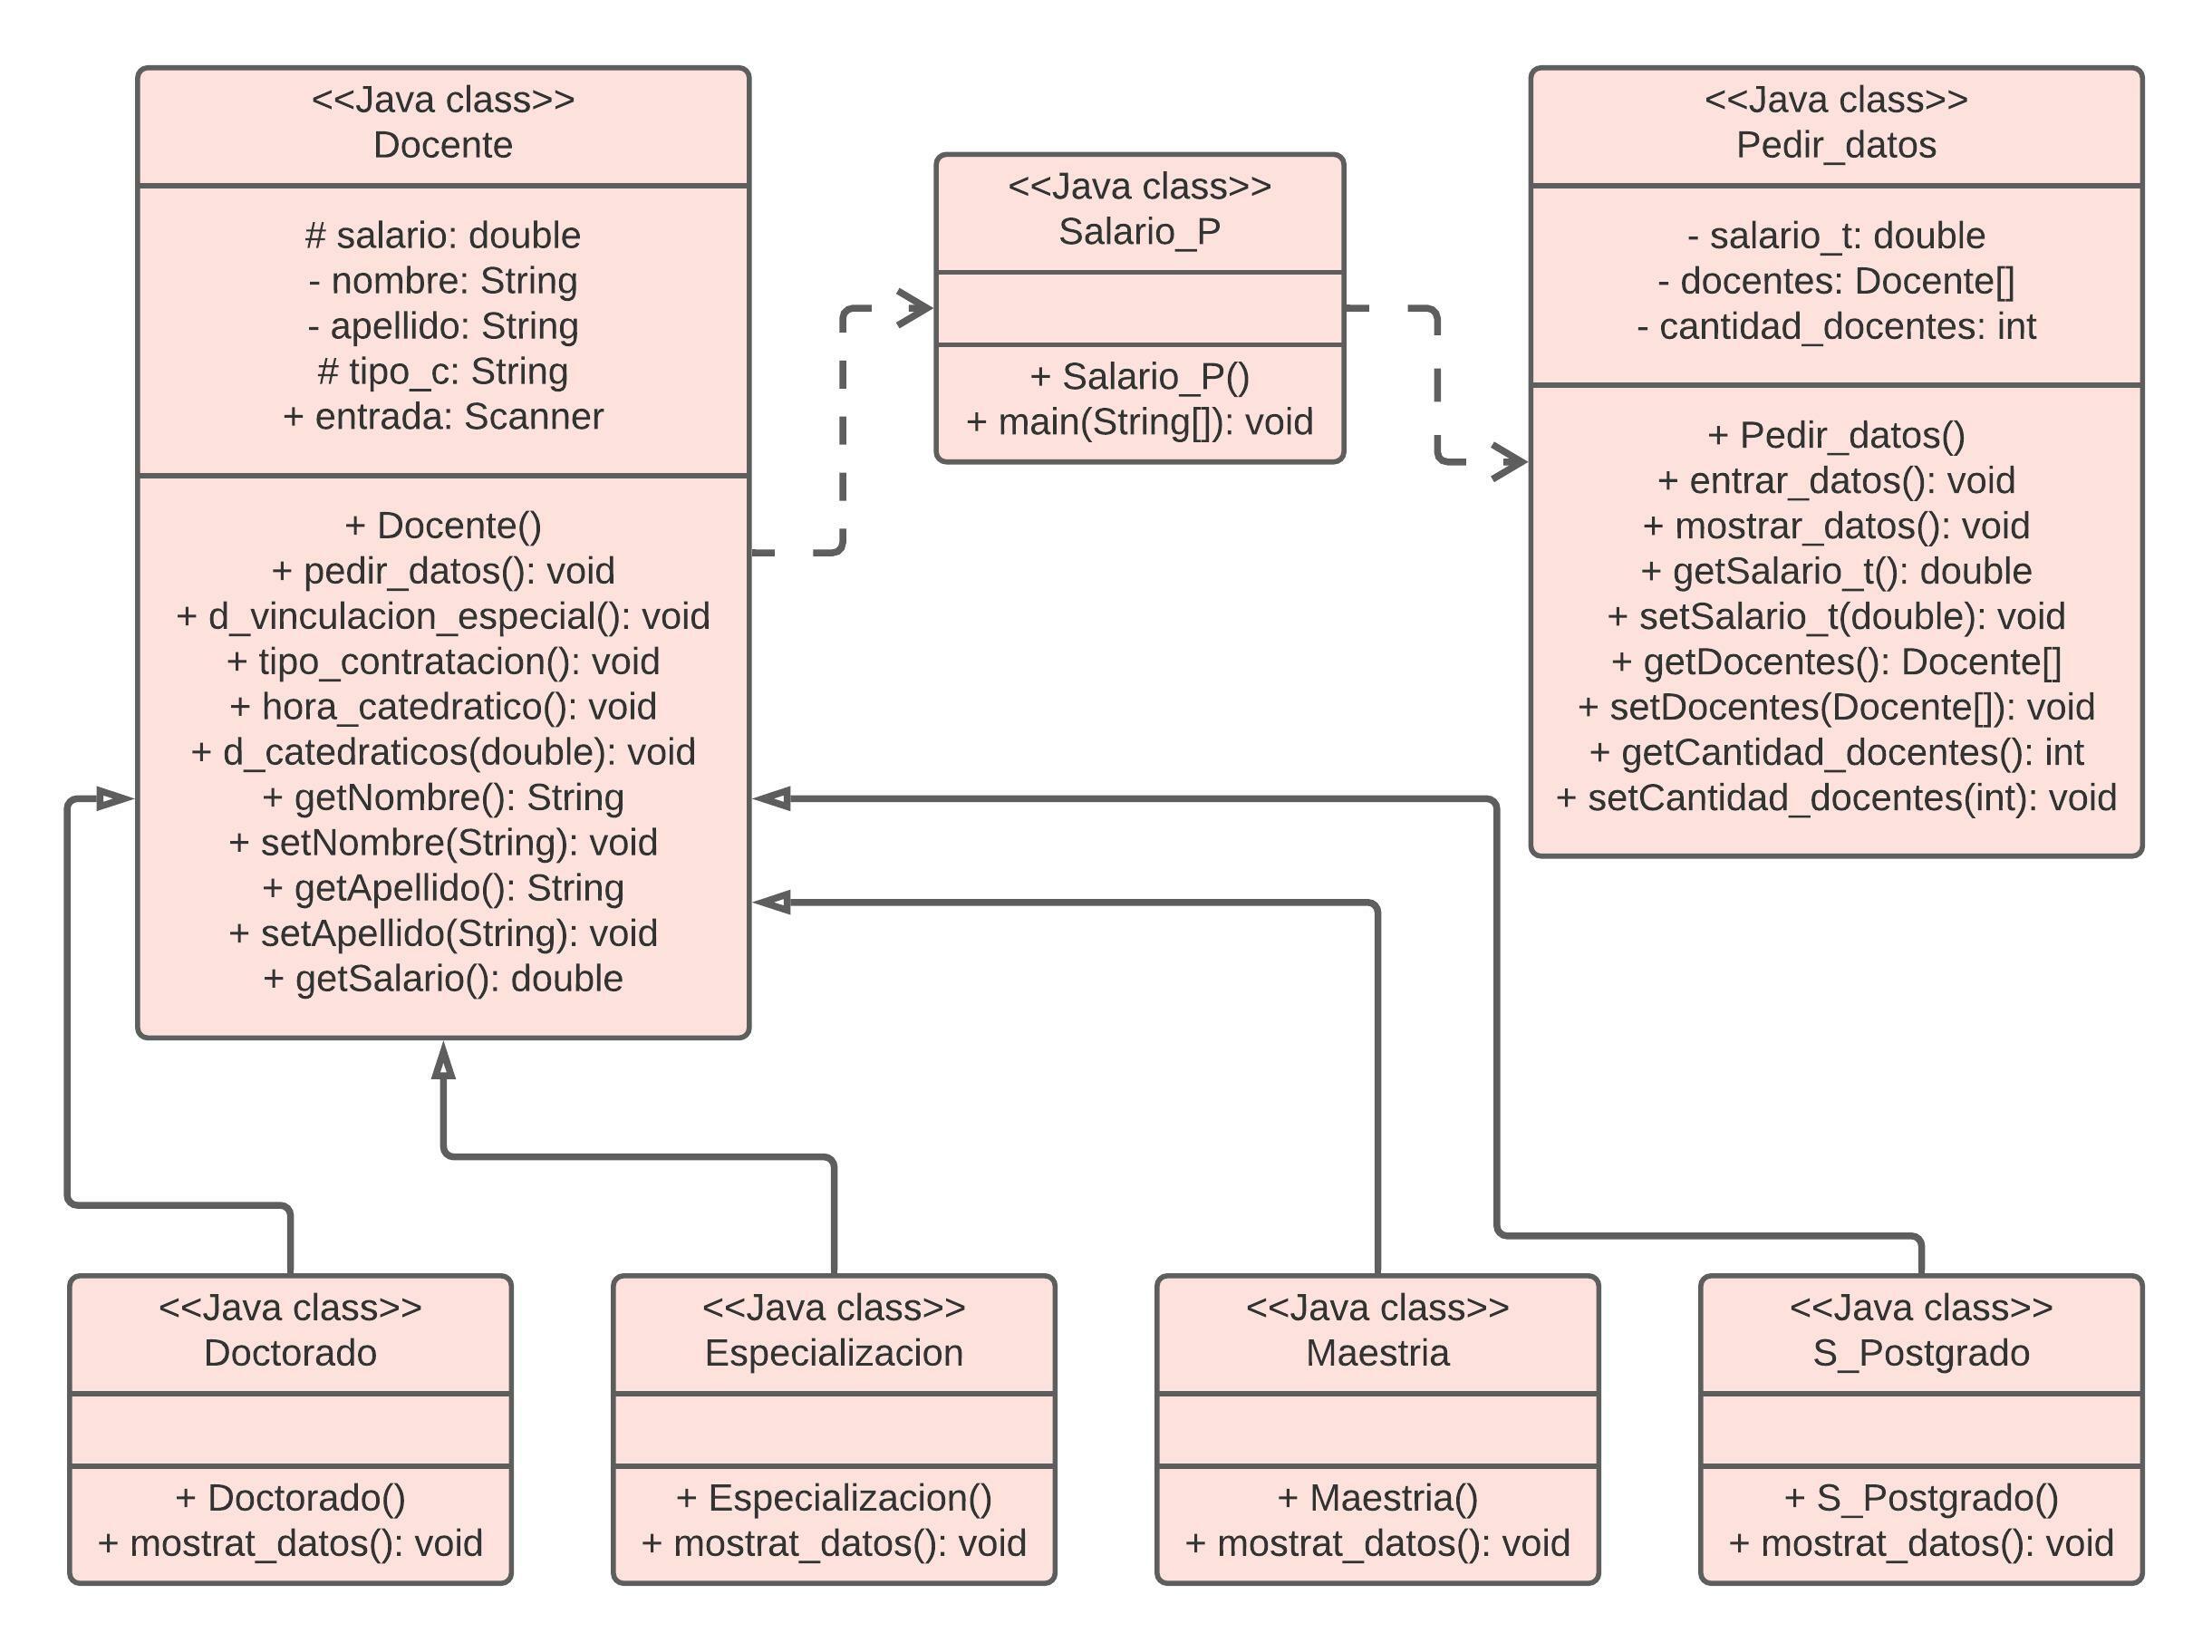 <<Java class>>
Docente
# salario: double
- nombre: String
- apellido: String
# tipo_c: String
+ entrada: Scanner
+ Docente()
+ pedir_datos(): void
+ d_vinculacion_especial(): void
+ tipo_contratacion(): void
+ hora_catedratico(): void
+ d_catedraticos(double): void
+ getNombre(): String
+ setNombre(String): void
+ getApellido(): String
+ setApellido(String): void
+ getSalario(): double
<<Java class>>
Salario_P
+ Salario_P()
+ main(String[]): void
<<Java class>>
Pedir_datos
- salario_t: double
- docentes: Docente[]
- cantidad_docentes: int
+ Pedir_datos()
+ entrar_datos(): void
+ mostrar_datos(): void
+ getSalario_t(): double
+ setSalario_t(double): void
+ getDocentes(): Docente[]
+ setDocentes(Docente[]): void
+ getCantidad_docentes(): int
+ setCantidad_docentes(int): void
<<Java class>>
Doctorado
+ Doctorado()
+ mostrat_datos(): void
<<Java class>>
Especializacion
+ Especializacion()
+ mostrat_datos(): void
<<Java class>>
Maestria
+ Maestria()
+ mostrat_datos(): void
<<Java class>>
S_Postgrado
+ S_Postgrado()
+ mostrat_datos(): void